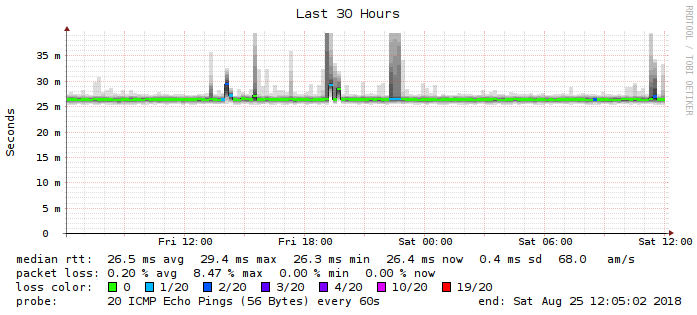 Last 30 Hours
RRDTOOL / TOBI OETIKER
Seconds
35 m
30 m
25 m
20 m
15 m
10 m
5 m
0
Fri 12:00 Fri 18:00 Sat 00:00 Sat 06:00 Sat 12:00
median rtt: 26.5 ms avg 29.4 ms max 26.3 ms min 26.4 ms now 0.4 ms sd 68.0 am/s
packet loss: 0.20 % avg 8.47 % max 0.00 % min 0.00 % now
loss color: 0 1/20 2/20 3/20 4/20 10/20 19/20
probe: 20 ICMP Echo Pings (56 Bytes) every 60s end: Sat Aug 25 12:05:02 2018